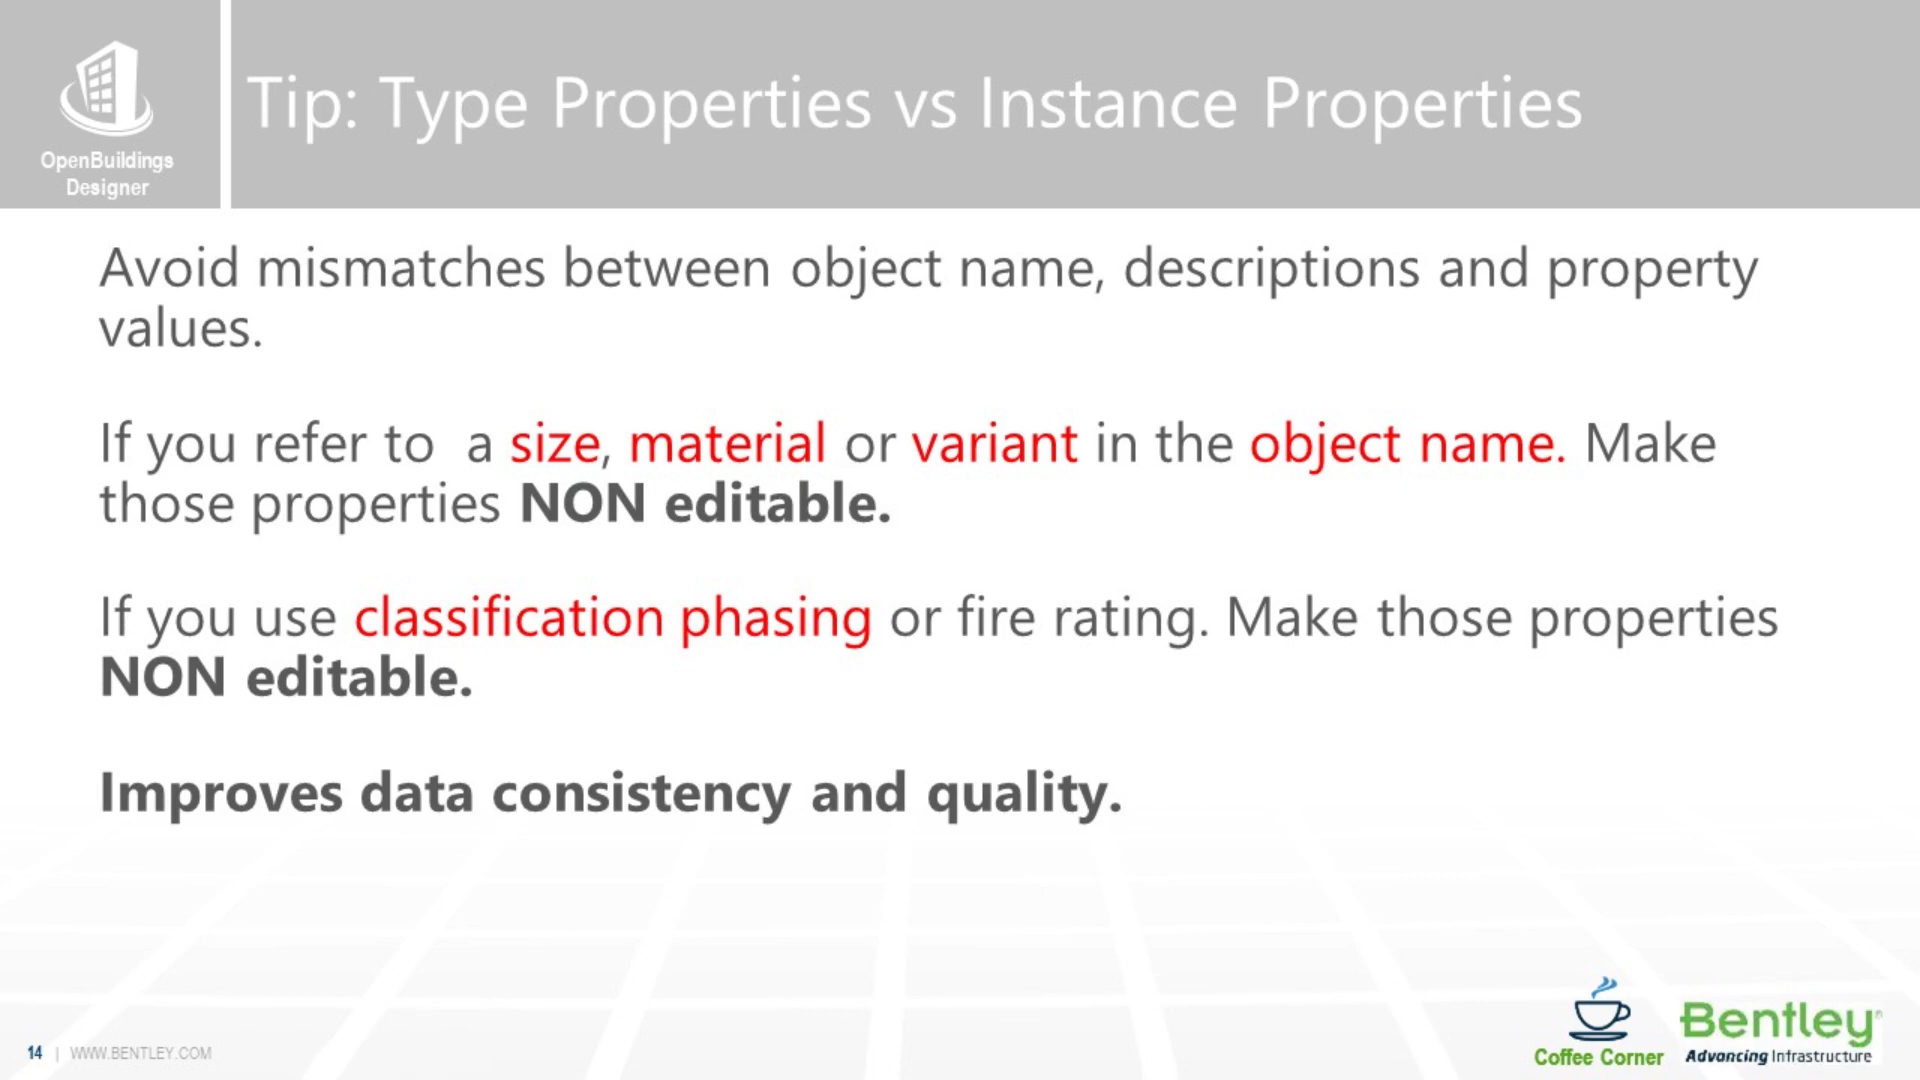 OpenBuildings
Designer
Tip: Type Properties vs Instance Properties
Avoid mismatches between object name, descriptions and property
values.
If you refer to  a size, material or variant in the object name. Make
those properties NON editable.
If you use classification phasing or fire rating. Make those properties
NON editable.
Improves data consistency and quality.
14 | WWW.BENTLEY.COM
Coffee Corner
Bentley®
Advancing Infrastructure